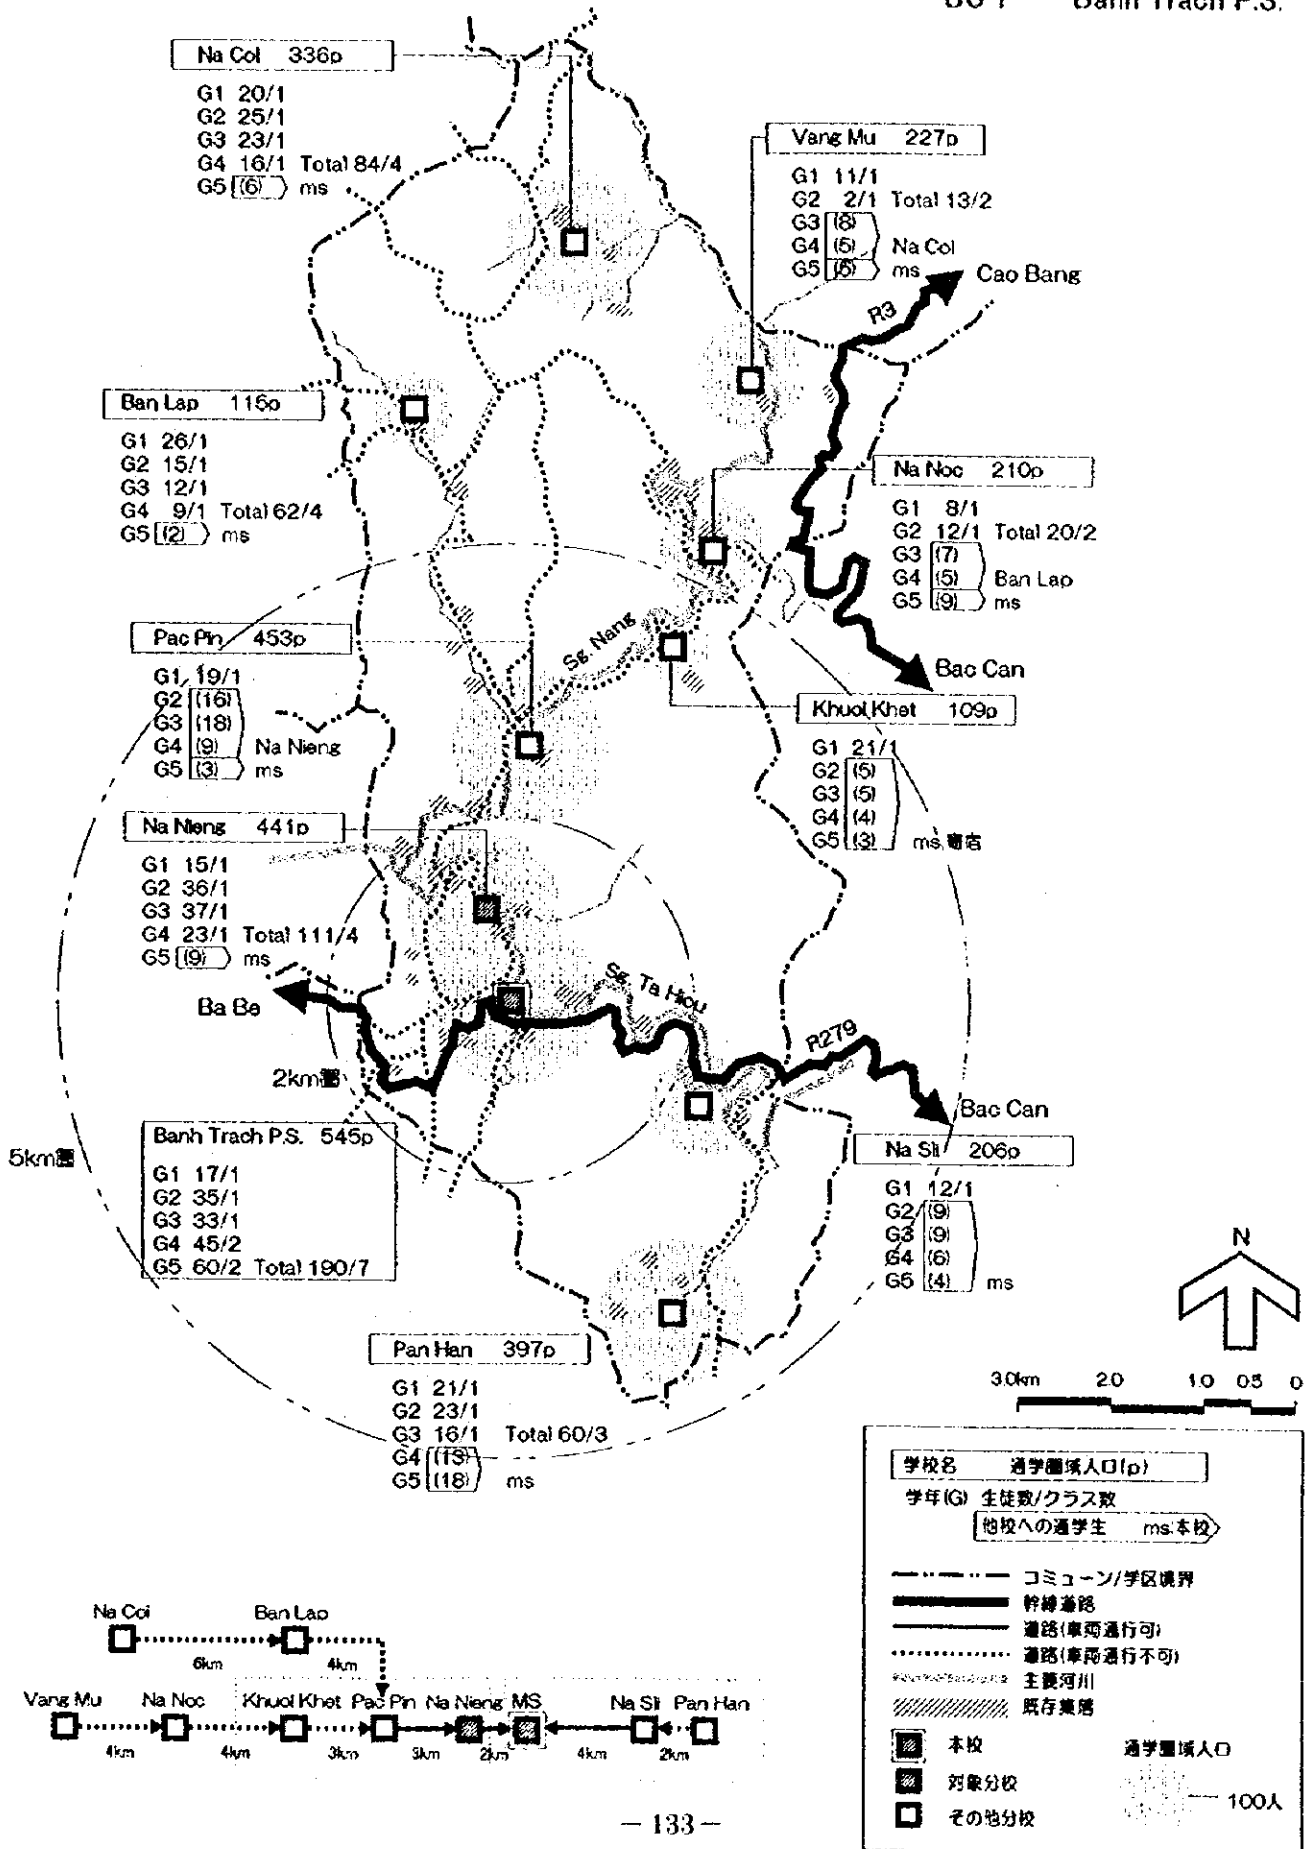 Banh Trach P.S.
Na Col 336p
G1 20/1
G2 25/1
G3 23/1
G4 16/1 Total 84/4
G5 (6) ms
Vang Mu 227p
G1 11/1
G2 2/1 Total 13/2
G3 (8)
G4 (5) Na Col
G5 (6) ms
Cao Bang
R3
Ban Lap 115p
G1 26/1
G2 15/1
G3 12/1
G4 9/1 Total 62/4
G5 (2) ms
Na Noc 210p
G1 8/1
G2 12/1 Total 20/2
G3 (7)
G4 (5) Ban Lap
G5 (9) ms
Bac Can
Pac Pin 453p
G1 19/1
G2 (16)
G3 (18)
G4 (9) Na Nieng
G5 (3) ms
Sg. Nang
Khuol Khet 109p
G1 21/1
G2 (5)
G3 (5)
G4 (4)
G5 (3) ms
Na Nieng 441p
G1 15/1
G2 36/1
G3 37/1
G4 23/1 Total 111/4
G5 (9) ms
Ba Be
Sg. Ta Hiou
R279
Bac Can
2km圏
5km圏
Banh Trach P.S. 545p
G1 17/1
G2 35/1
G3 33/1
G4 45/2
G5 60/2 Total 190/7
Na Sli 206p
G1 12/1
G2 (9)
G3 (9)
G4 (6)
G5 (4) ms
Pan Han 397p
G1 21/1
G2 23/1
G3 16/1 Total 60/3
G4 (13)
G5 (18) ms
N
3.0km 2.0 1.0 0.5 0
学校名 通学圏域人口(p)
学年(G) 生徒数/クラス数
他校への通学生 ms:本校
コミューン/学区境界
幹線道路
道路(車両通行可)
道路(車両通行不可)
主要河川
既存集落
本校 通学圏域人口
対象分校
その他分校 100人
Na Col Ban Lap
6km 4km
Vang Mu Na Noc Khuol Khet Pac Pin Na Nieng MS Na Sli Pan Han
4km 4km 3km 3km 2km 4km 2km
－133－